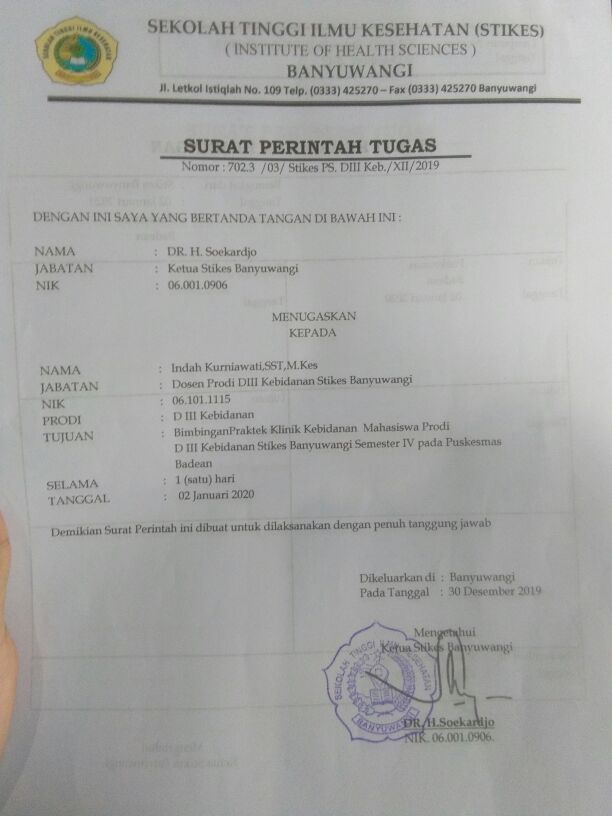 SEKOLAH TINGGI ILMU KESEHATAN (STIKES)
( INSTITUTE OF HEALTH SCIENCES )
BANYUWANGI
Jl. Letkol Istiqlah No. 109 Telp. (0333) 425270 – Fax (0333) 425270 Banyuwangi
SURAT PERINTAH TUGAS
Nomor : 702.3 /03/ Stikes PS. DIII Keb./XII/2019
DENGAN INI SAYA YANG BERTANDA TANGAN DI BAWAH INI :
NAMA : DR. H. Soekardjo
JABATAN : Ketua Stikes Banyuwangi
NIK : 06.001.0906
MENUGASKAN
KEPADA
NAMA : Indah Kurniawati,SST,M.Kes
JABATAN : Dosen Prodi DIII Kebidanan Stikes Banyuwangi
NIK : 06.101.1115
PRODI : D III Kebidanan
TUJUAN : BimbinganPraktek Klinik Kebidanan Mahasiswa Prodi
D III Kebidanan Stikes Banyuwangi Semester IV pada Puskesmas
Badean
SELAMA : 1 (satu) hari
TANGGAL : 02 Januari 2020
Demikian Surat Perintah ini dibuat untuk dilaksanakan dengan penuh tanggung jawab
Dikeluarkan di : Banyuwangi
Pada Tanggal : 30 Desember 2019
Mengetahui
Ketua Stikes Banyuwangi
SEKOLAH TINGGI ILMU KESEHATAN
BANYUWANGI
DR. H.Soekardjo
NIK. 06.001.0906.